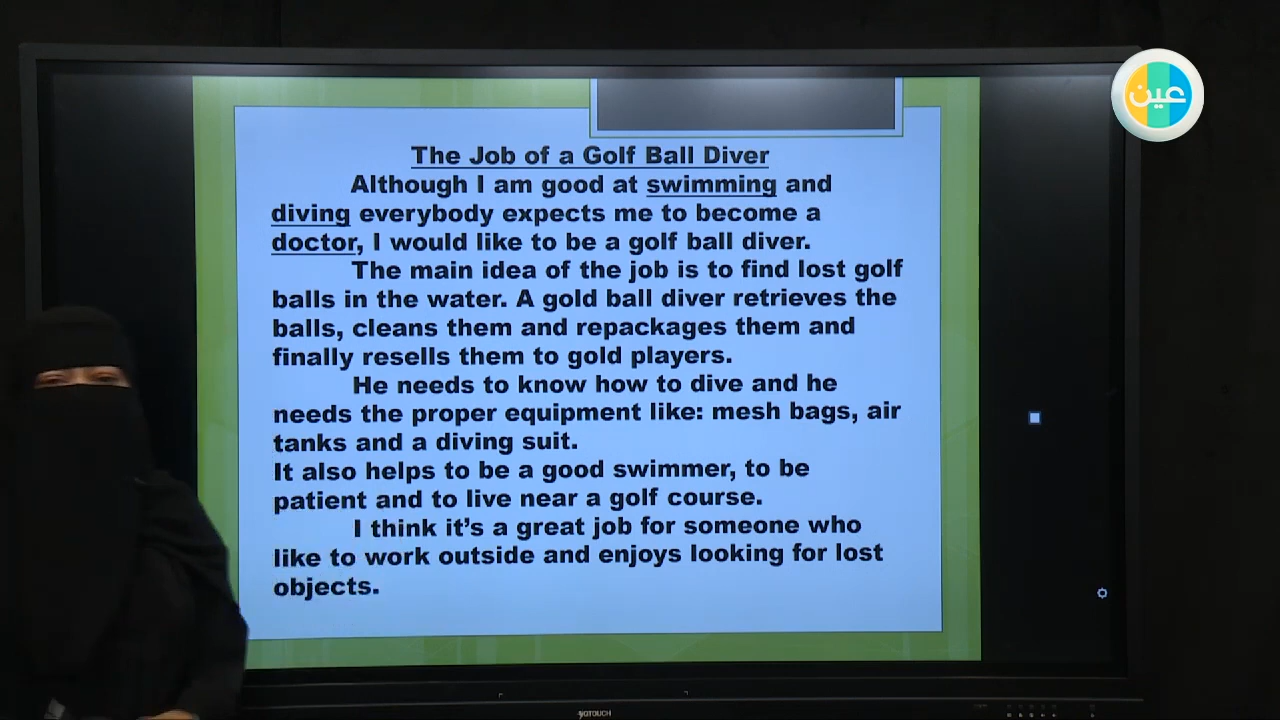 عين
The Job of a Golf Ball Diver
Although I am good at swimming and
diving everybody expects me to become a
doctor, I would like to be a golf ball diver.
The main idea of the job is to find lost golf
balls in the water. A gold ball diver retrieves the
balls, cleans them and repackages them and
finally resells them to gold players.
He needs to know how to dive and he
needs the proper equipment like: mesh bags, air
tanks and a diving suit.
It also helps to be a good swimmer, to be
patient and to live near a golf course.
I think it's a great job for someone who
like to work outside and enjoys looking for lost
objects.